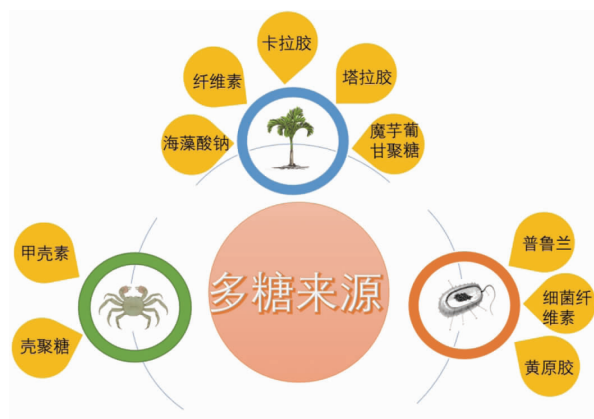 卡拉胶
纤维素
塔拉胶
海藻酸钠
魔芋葡
甘聚糖
甲壳素
壳聚糖
多糖来源
普鲁兰
细菌纤
维素
黄原胶